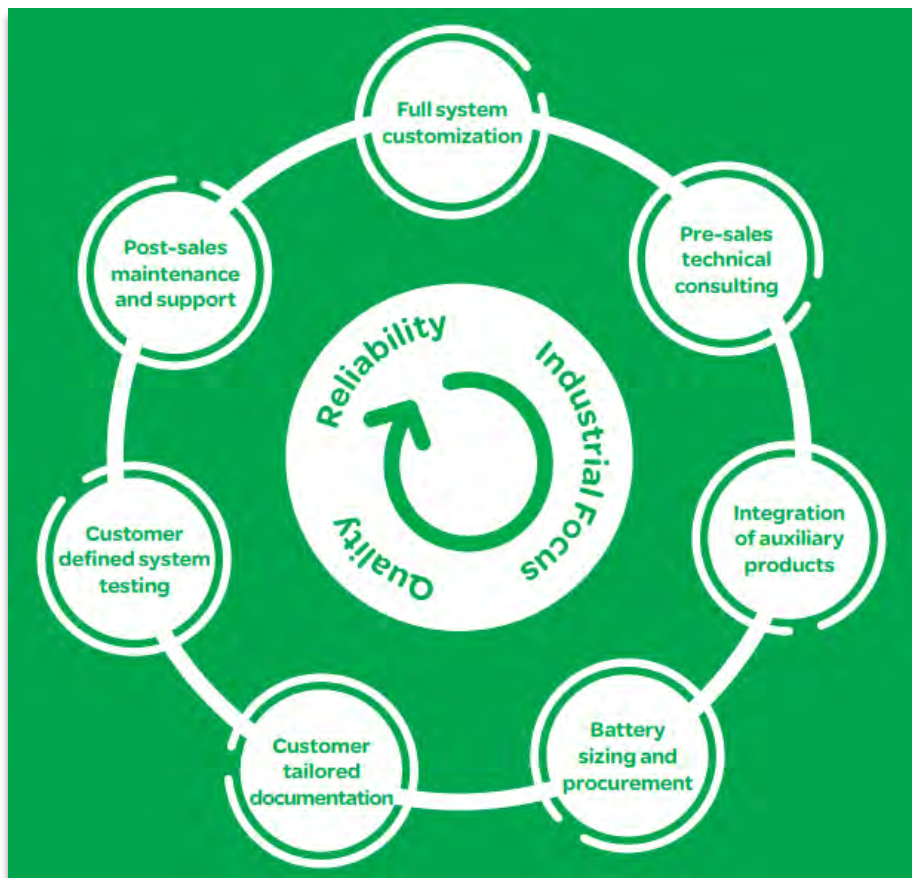 Full system
customization
Pre-sales
technical
consulting
Integration
of auxiliary
products
Battery
sizing and
procurement
Customer
tailored
documentation
Customer
defined system
testing
Post-sales
maintenance
and support
Reliability
Industrial Focus
Quality